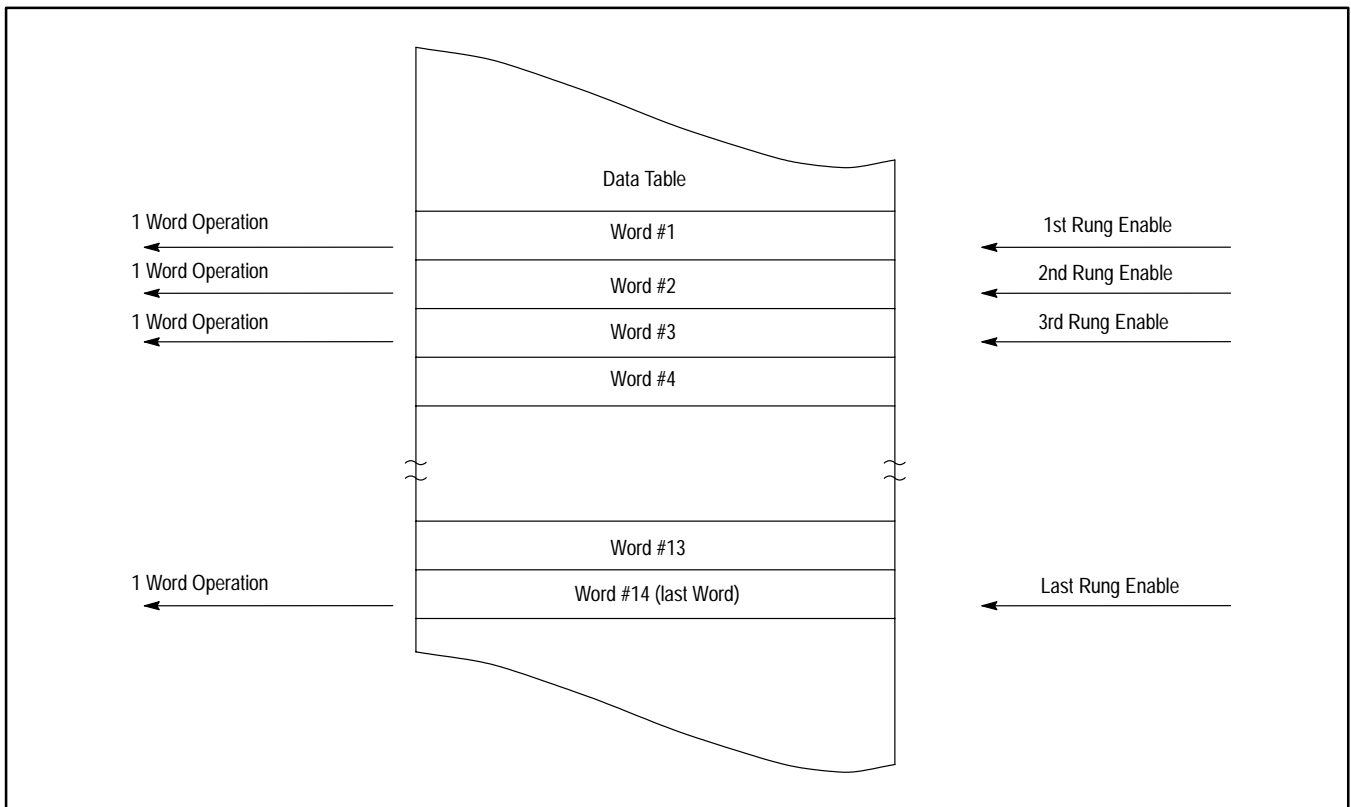 Data Table
1 Word Operation
Word #1
1st Rung Enable
1 Word Operation
Word #2
2nd Rung Enable
1 Word Operation
Word #3
3rd Rung Enable
Word #4
Word #13
1 Word Operation
Word #14 (last Word)
Last Rung Enable